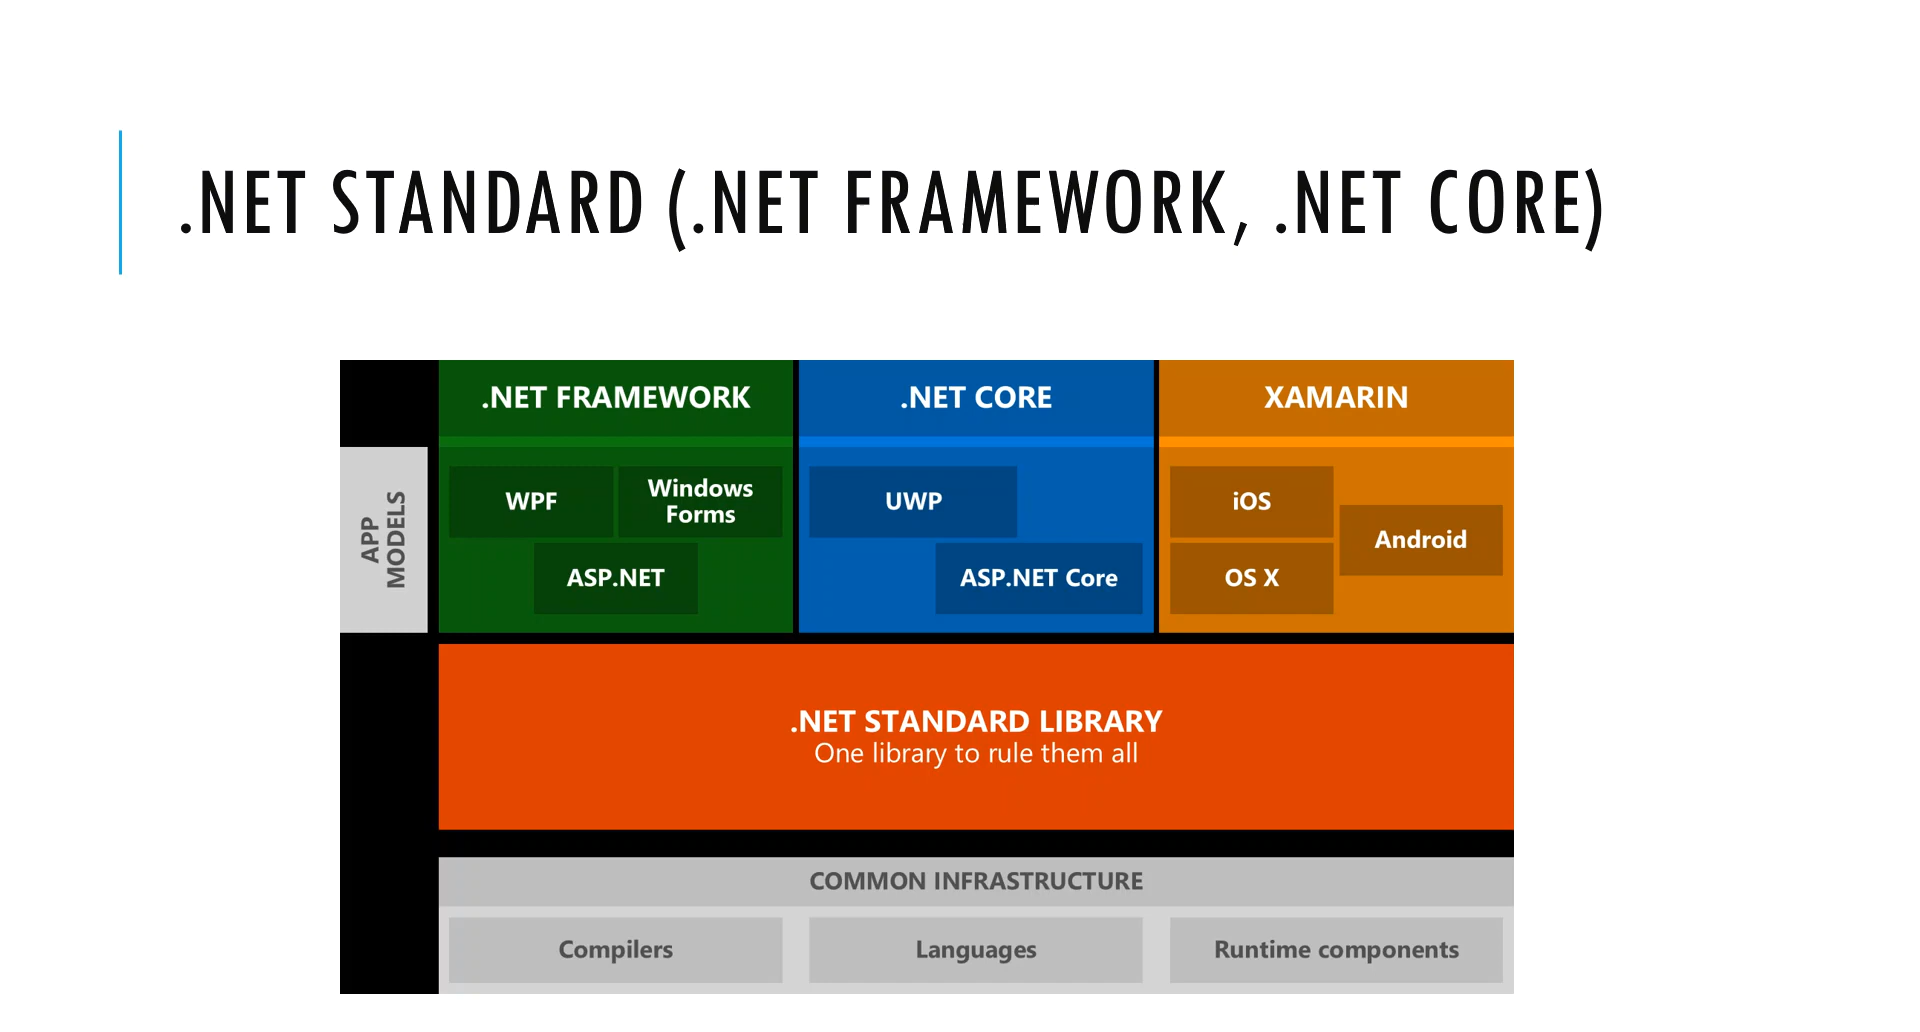 .NET STANDARD (.NET FRAMEWORK, .NET CORE)
.NET FRAMEWORK
.NET CORE
XAMARIN
APP
MODELS
WPF
Windows
Forms
ASP.NET
UWP
ASP.NET Core
iOS
Android
OS X
.NET STANDARD LIBRARY
One library to rule them all
COMMON INFRASTRUCTURE
Compilers
Languages
Runtime components